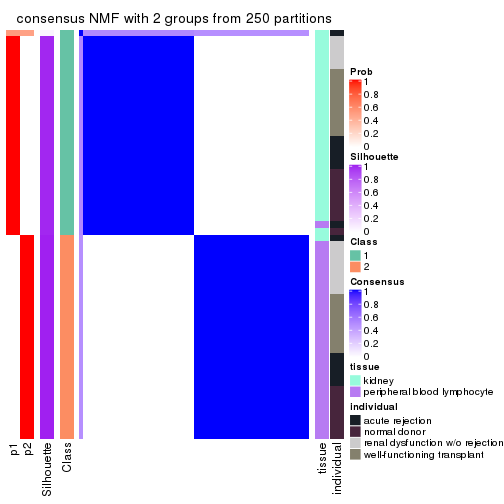 consensus NMF with 2 groups from 250 partitions
p1
p2
Silhouette
Class
tissue
individual
Prob
1
0.8
0.6
0.4
0.2
0
Silhouette
1
0.8
0.6
0.4
0.2
0
Class
1
2
Consensus
1
0.8
0.6
0.4
0.2
0
tissue
kidney
peripheral blood lymphocyte
individual
acute rejection
normal donor
renal dysfunction w/o rejection
well-functioning transplant